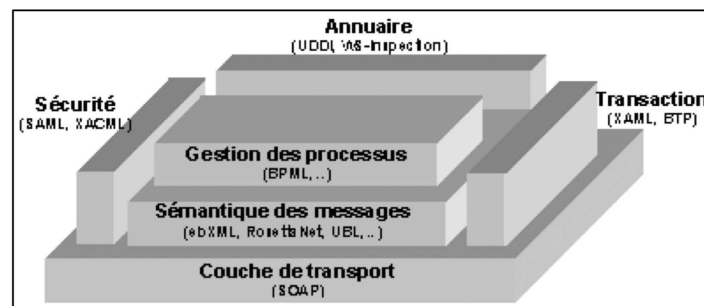 Annuaire
(UDDI, WS-Inspection)
Sécurité
(SAML, XACML)
Transaction
(XAML, BTP)
Gestion des processus
(BPML,..)
Sémantique des messages
(ebXML, RosettaNet, UBL,..)
Couche de transport
(SOAP)